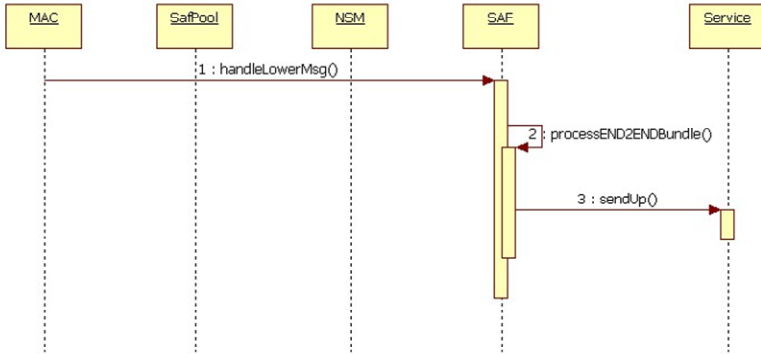 MAC
SafPool
NSM
SAF
Service
1 : handleLowerMsg()
2 : processEND2ENDBundle()
3 : sendUp()